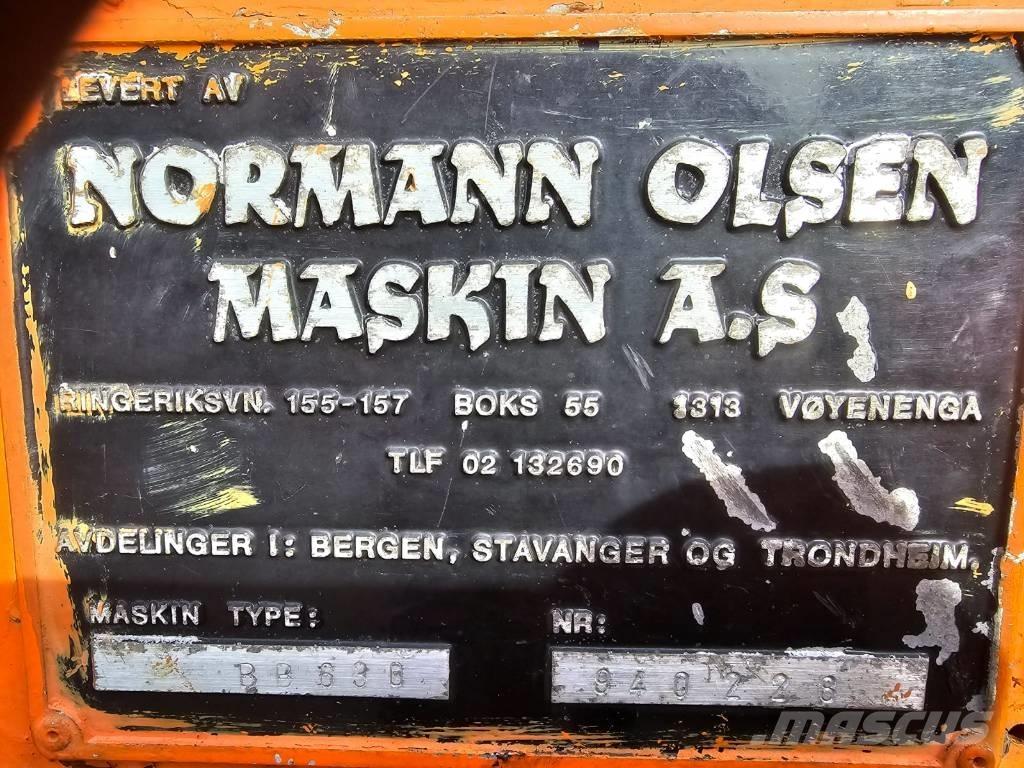 LEVERT AV
NORMANN OLSEN
MASKIN A.S
RINGERIKSVN. 155-157 BOKS 55 1313 VØYENENGA
TLF 02 132690
AVDELINGER I: BERGEN, STAVANGER OG TRONDHEIM.
MASKIN TYPE: NR:
940228
mascus